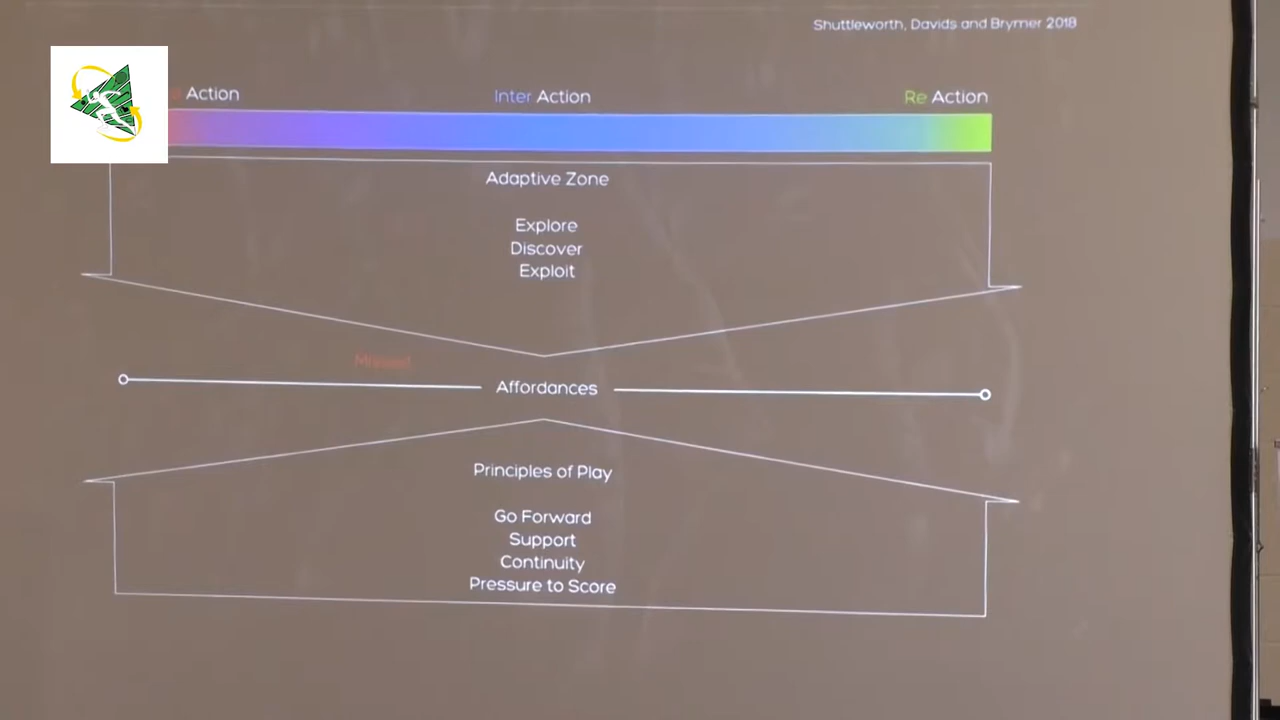 Shuttleworth, Davids and Brymer 2018
Action
Inter Action
Re Action
Adaptive Zone
Explore
Discover
Exploit
Missed
Affordances
Principles of Play
Go Forward
Support
Continuity
Pressure to Score